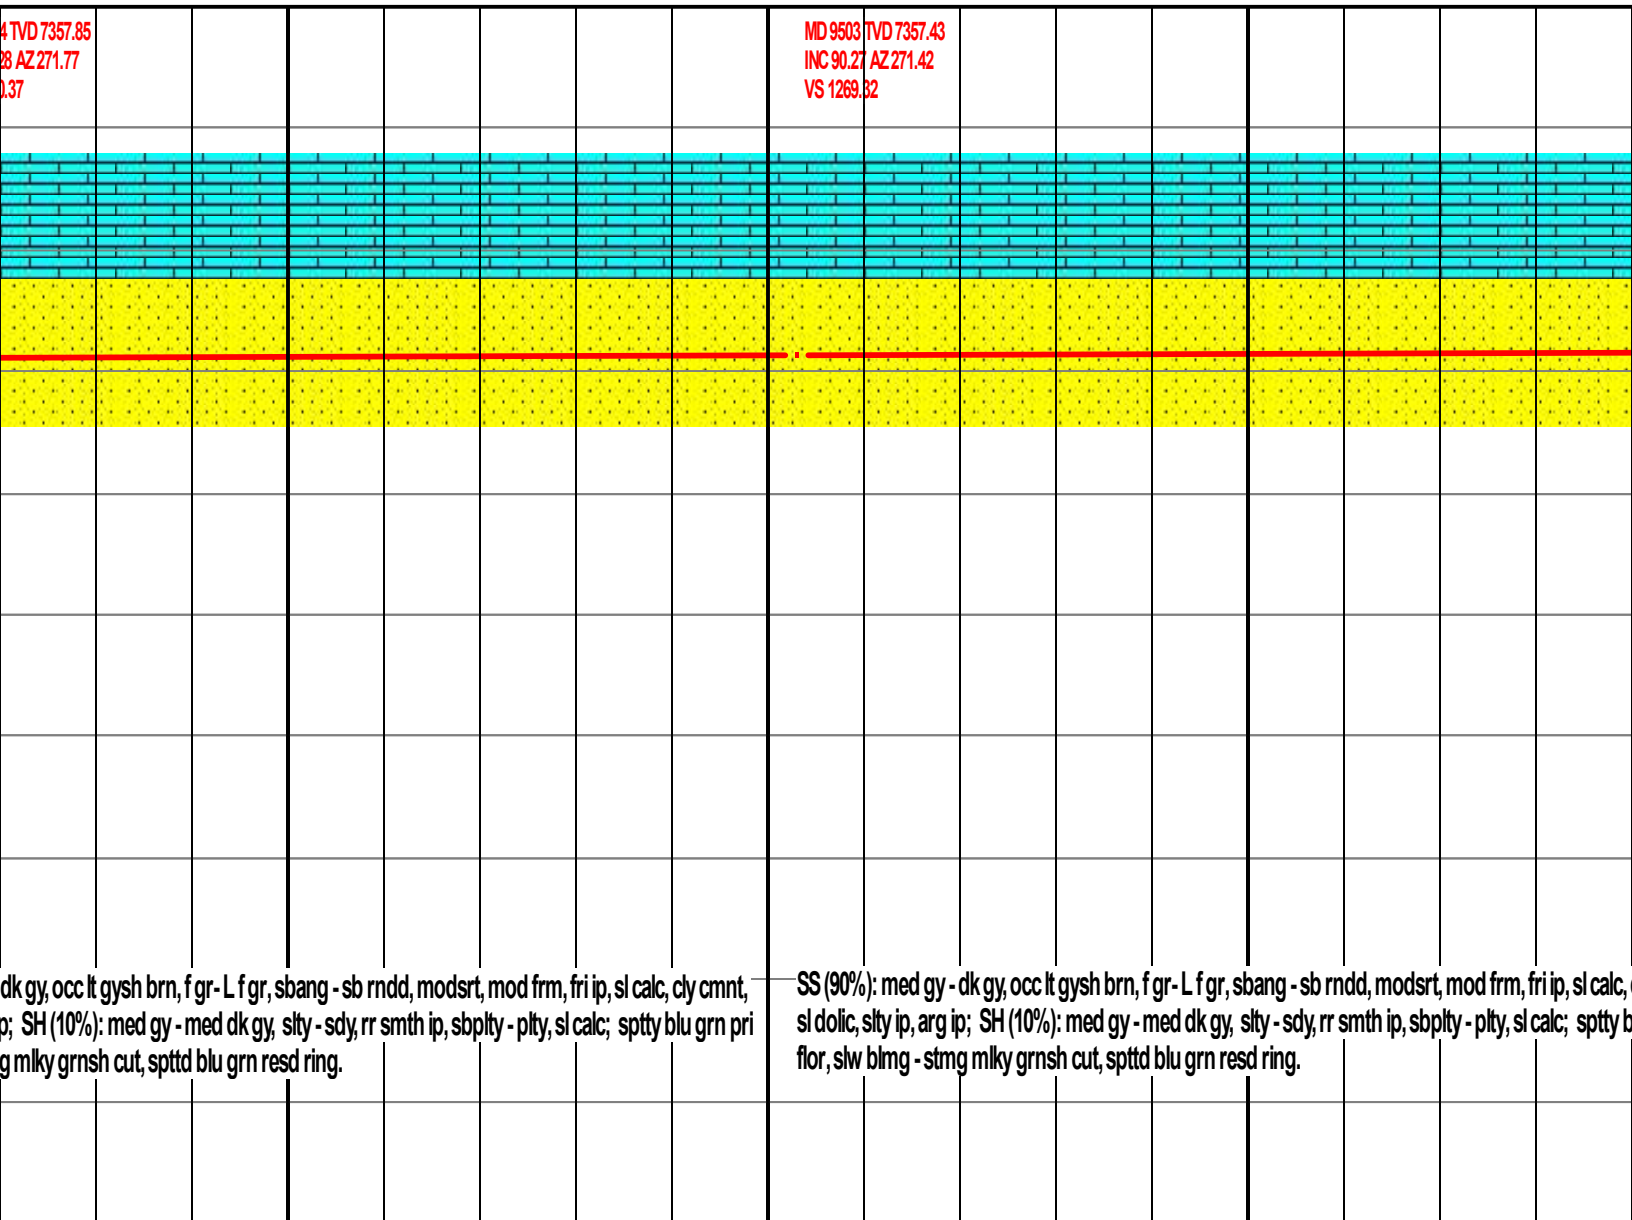 4 TVD 7357.85
28 AZ 271.77
0.37
MD 9503 TVD 7357.43
INC 90.27 AZ 271.42
VS 1269.32
dk gy, occ lt gysh brn, f gr- L f gr, sbang - sb rndd, modsrt, mod frm, fri ip, sl calc, cly cmnt,
p; SH (10%): med gy - med dk gy, slty - sdy, rr smth ip, sbplty - plty, sl calc; sptty blu grn pri
g mlky grnsh cut, spttd blu grn resd ring.
SS (90%): med gy - dk gy, occ lt gysh brn, f gr- L f gr, sbang - sb rndd, modsrt, mod frm, fri ip, sl calc,
sl dolic, slty ip, arg ip; SH (10%): med gy - med dk gy, slty - sdy, rr smth ip, sbplty - plty, sl calc; sptty b
flor, slw blmg - stmg mlky grnsh cut, spttd blu grn resd ring.